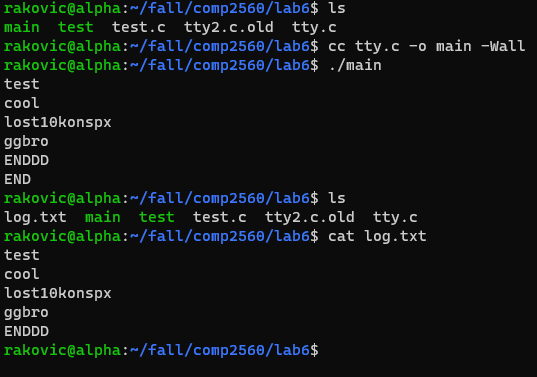 rakovic@alpha:~/fall/comp2560/lab6$ ls
main  test  test.c  tty2.c.old  tty.c
rakovic@alpha:~/fall/comp2560/lab6$ cc tty.c -o main -Wall
rakovic@alpha:~/fall/comp2560/lab6$ ./main
test
cool
lost10konspx
ggbro
ENDDD
END
rakovic@alpha:~/fall/comp2560/lab6$ ls
log.txt  main  test  test.c  tty2.c.old  tty.c
rakovic@alpha:~/fall/comp2560/lab6$ cat log.txt
test
cool
lost10konspx
ggbro
ENDDD
rakovic@alpha:~/fall/comp2560/lab6$